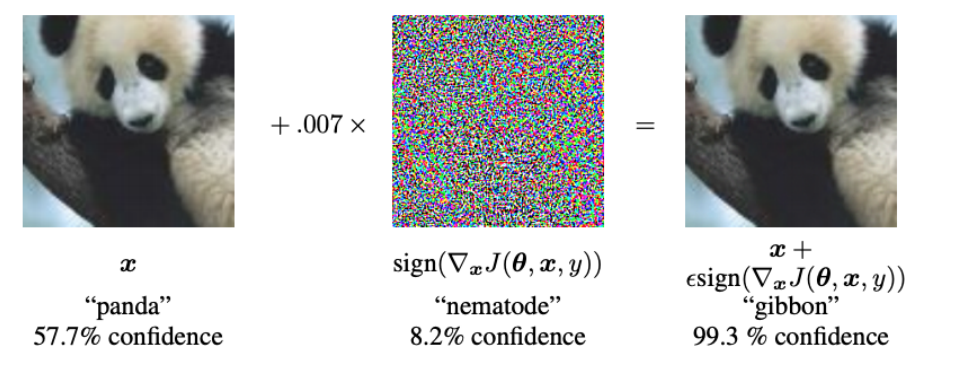 + .007 ×
=
x
sign(∇ₓJ(θ, x, y))
x +
ϵsign(∇ₓJ(θ, x, y))
“panda”
“nematode”
“gibbon”
57.7% confidence
8.2% confidence
99.3 % confidence